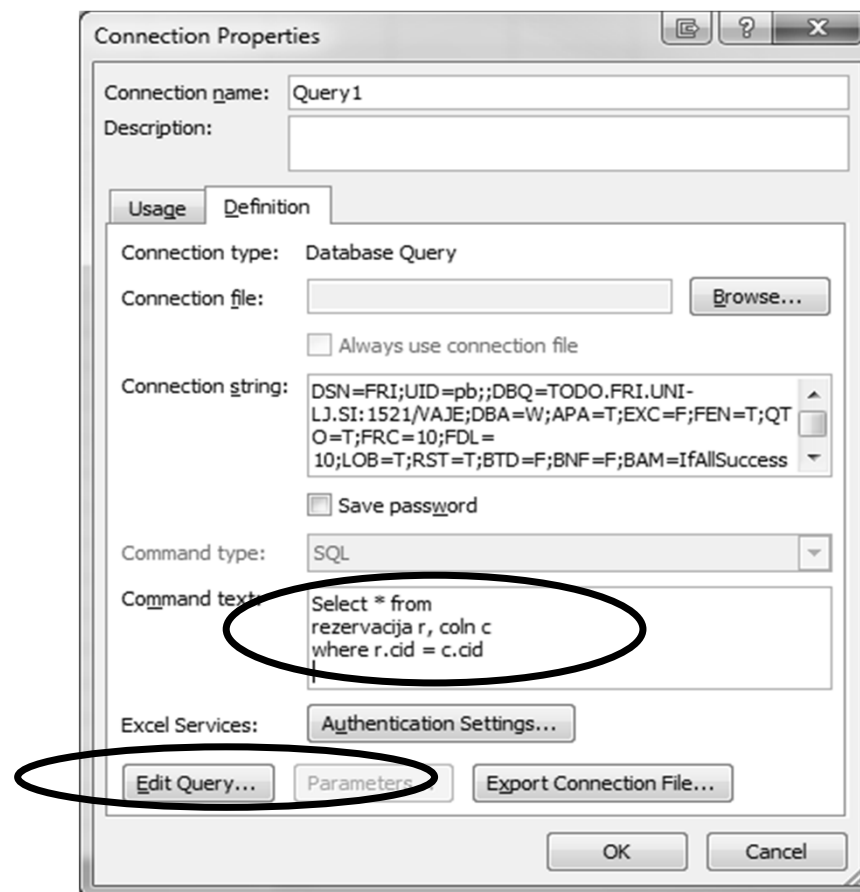 Connection Properties
?
x
Connection name: Query1
Description:
Usage
Definition
Connection type: Database Query
Connection file:
Browse...
Always use connection file
Connection string: DSN=FRI;UID=pb;;DBQ=TODO.FRI.UNI-
LJ.SI:1521/VAJE;DBA=W;APA=T;EXC=F;FEN=T;QT
O=T;FRC=10;FDL=
10;LOB=T;RST=T;BTD=F;BNF=F;BAM=IfAllSuccess
Save password
Command type: SQL
Command text: Select * from
rezervacija r, coln c
where r.cid = c.cid
Excel Services: Authentication Settings...
Edit Query...
Parameters...
Export Connection File...
OK
Cancel